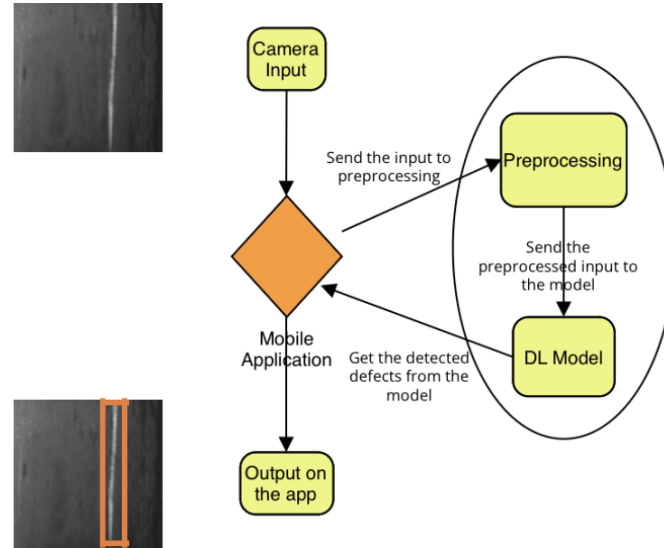 Camera
Input
Send the input to
preprocessing
Preprocessing
Send the
preprocessed input to
the model
Mobile
Application
Get the detected
defects from the
model
DL Model
Output on
the app